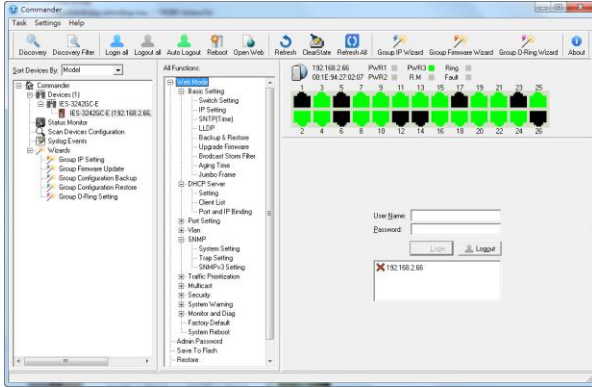 Commander
Task Settings Help
Discovery Discovery Filter Login all Logout all Auto Logout Reboot Open Web Refresh ClearState Refresh All Group IP Wizard Group Firmware Wizard Group O-Ring Wizard About
Sort Devices By Model
Commander
Devices (1)
IES-3242GC-E
IES-3242GC-E (192.168.2.66,
Status Monitor
Scan Devices Configuration
Syslog Events
Wizards
Group IP Setting
Group Firmware Update
Group Configuration Backup
Group Configuration Restore
Group O-Ring Setting
All Functions:
Web Mode
Basic Setting
Switch Setting
IP Setting
SNTP(Time)
LLDP
Backup & Restore
Upgrade Firmware
Brodcast Storm Filter
Aging Time
Jumbo Frame
DHCP Server
Setting
Client List
Port and IP Binding
Port Setting
Vlan
SNMP
System Setting
Trap Setting
SNMPv3 Setting
Traffic Prioritization
Multicast
Security
System Warning
Monitor and Diag
Factory Default
System Reboot
Admin Password
Save To Flash
Restore
192.168.2.66 PWR1 PWR3 Ring
00:1E:94:27:02:07 PWR2 R.M Fault
1 3 5 7 9 11 13 15 17 19 21 23 25
2 4 6 8 10 12 14 16 18 20 22 24 26
User Name:
Password:
Login Logout
192.168.2.66